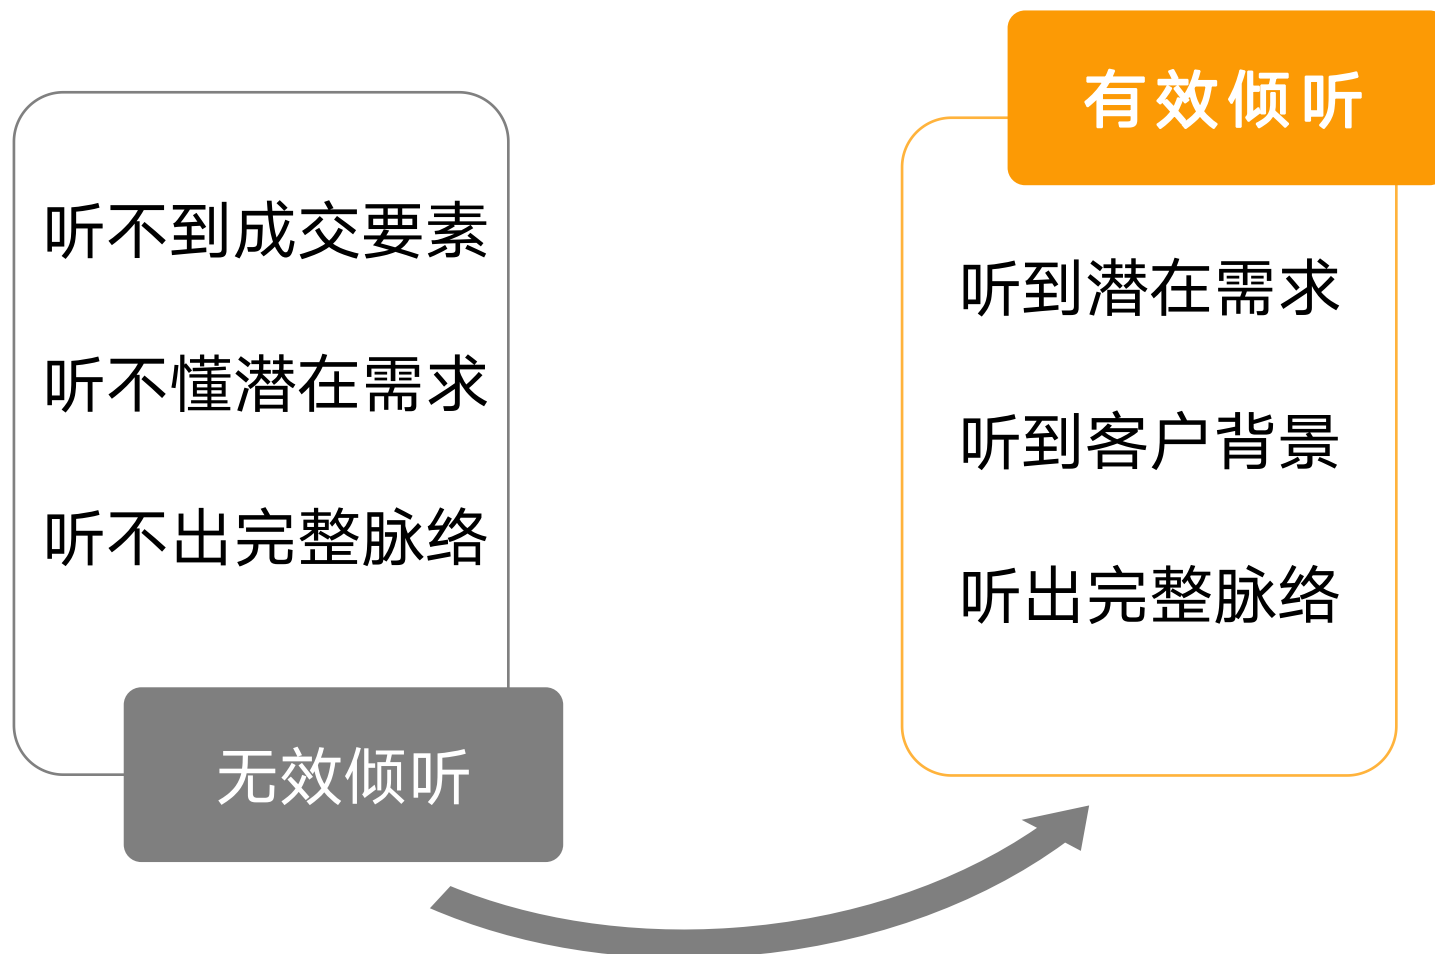 听不到成交要素
听不懂潜在需求
听不出完整脉络
无效倾听
有效倾听
听到潜在需求
听到客户背景
听出完整脉络